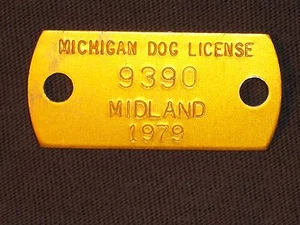 MICHIGAN DOG LICENSE
9390
MIDLAND
1979